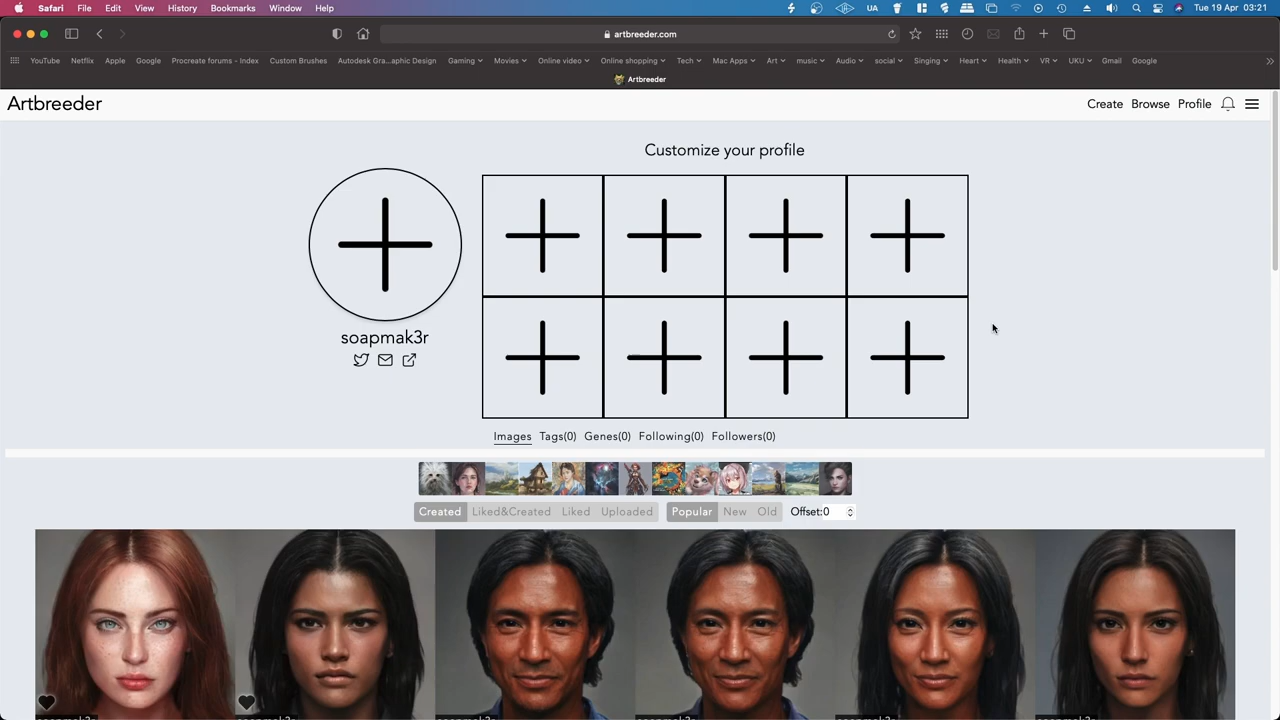 Safari File Edit View History Bookmarks Window Help UA Tue 19 Apr 03:21
artbreeder.com
YouTube Netflix Apple Google Procreate forums - Index Custom Brushes Autodesk Gra...aphic Design Gaming Movies Online video Online shopping Tech Mac Apps Art music Audio social Singing Heart Health VR UKU Gmail Google
Artbreeder
Artbreeder Create Browse Profile
Customize your profile
soapmak3r
Images Tags(0) Genes(0) Following(0) Followers(0)
Created Liked&Created Liked Uploaded Popular New Old Offset:0